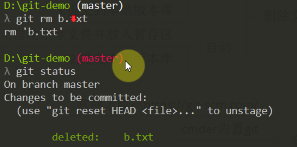 D:\git-demo (master)
λ git rm b.txt
rm 'b.txt'
D:\git-demo (master)
λ git status
On branch master
Changes to be committed:
(use "git reset HEAD <file>..." to unstage)
deleted: b.txt